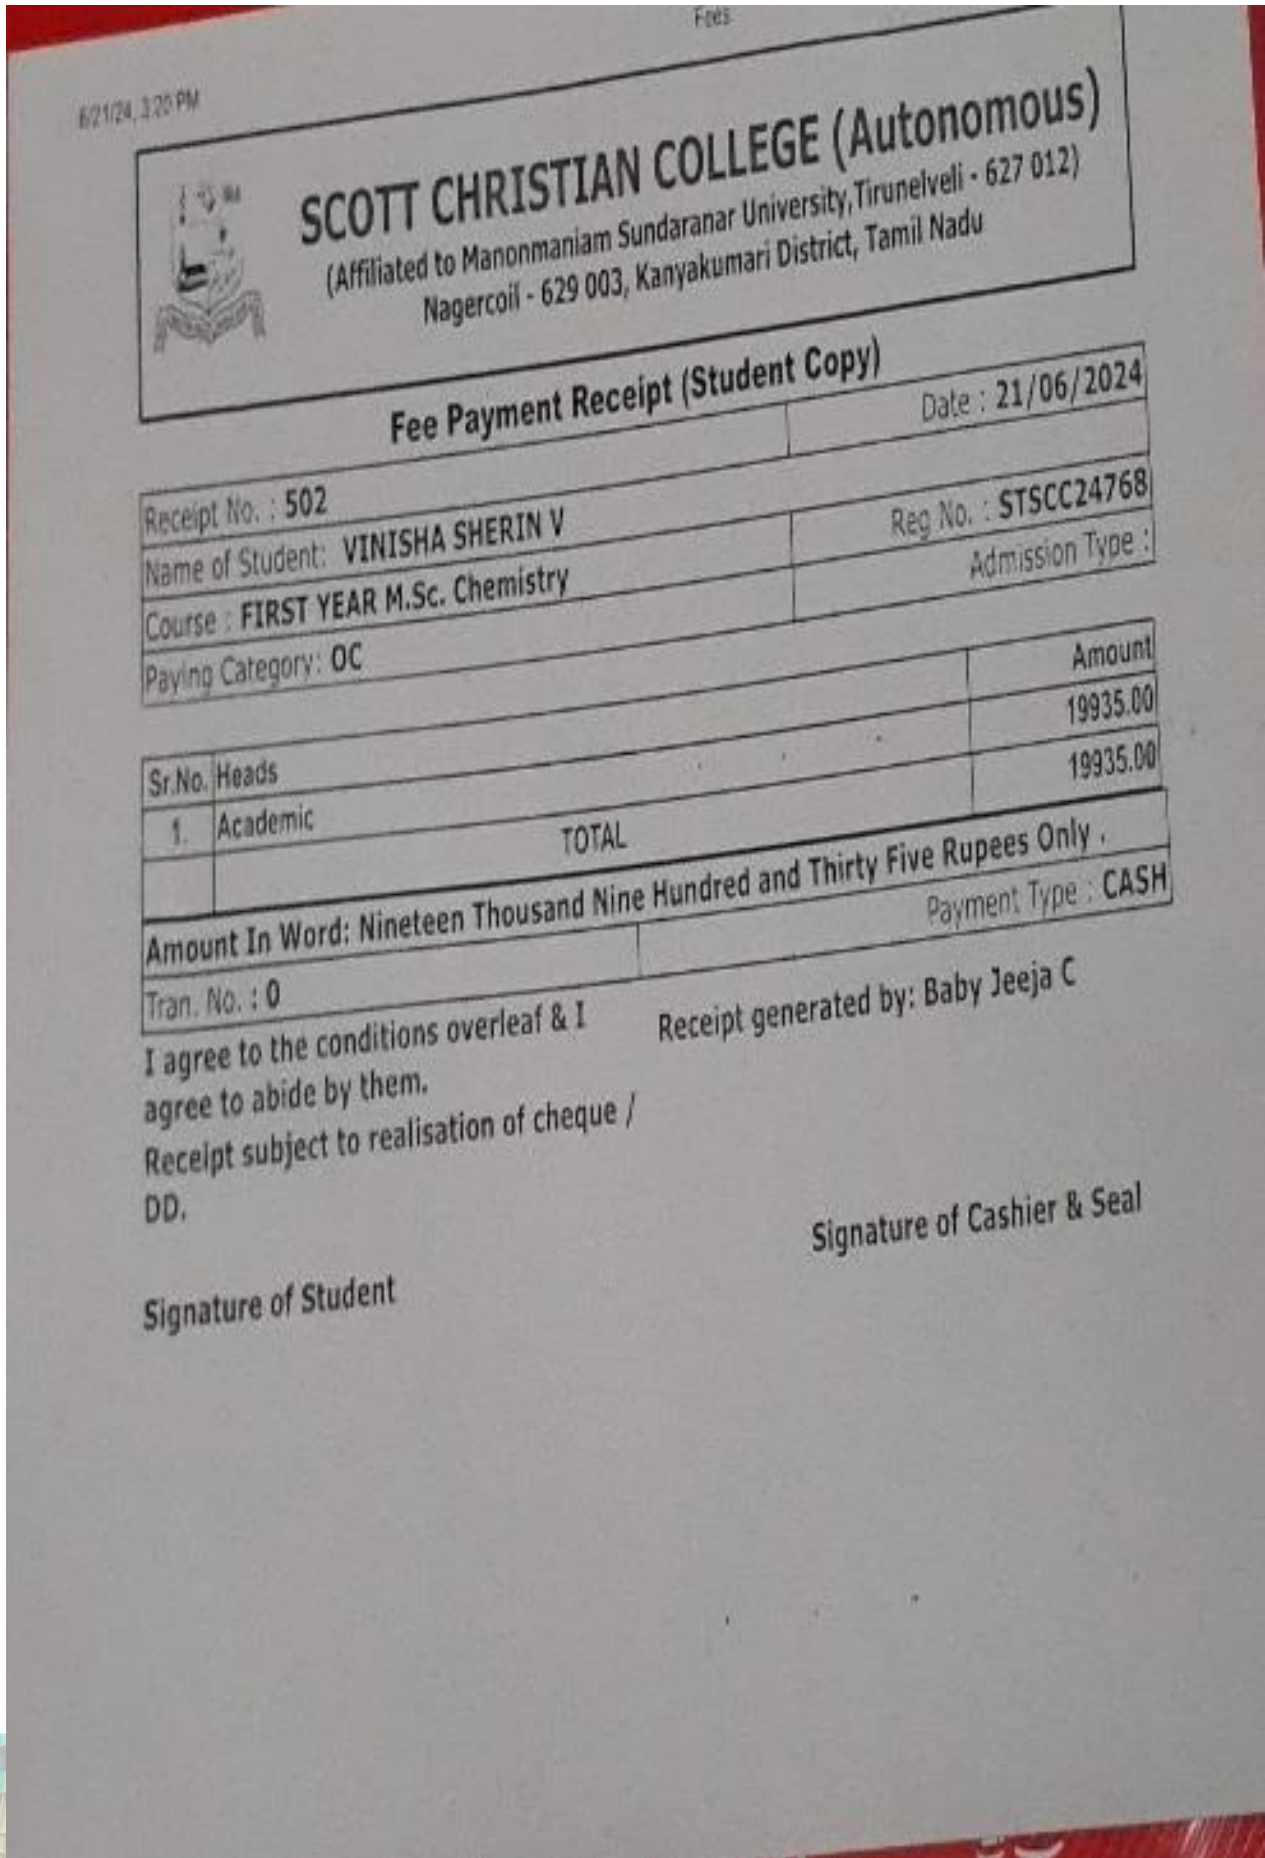 Fees
6/21/24, 3:20 PM
SCOTT CHRISTIAN COLLEGE (Autonomous)
(Affiliated to Manonmaniam Sundaranar University,Tirunelveli - 627 012)
Nagercoil - 629 003, Kanyakumari District, Tamil Nadu
Fee Payment Receipt (Student Copy)
Receipt No. : 502 Date : 21/06/2024
Name of Student: VINISHA SHERIN V
Course : FIRST YEAR M.Sc. Chemistry Reg No. : STSCC24768
Paying Category: OC Admission Type :
Sr.No. Heads Amount
1. Academic 19935.00
TOTAL 19935.00
Amount In Word: Nineteen Thousand Nine Hundred and Thirty Five Rupees Only .
Tran. No. : 0 Payment Type : CASH
I agree to the conditions overleaf & I
agree to abide by them.
Receipt generated by: Baby Jeeja C
Receipt subject to realisation of cheque /
DD.
Signature of Student
Signature of Cashier & Seal